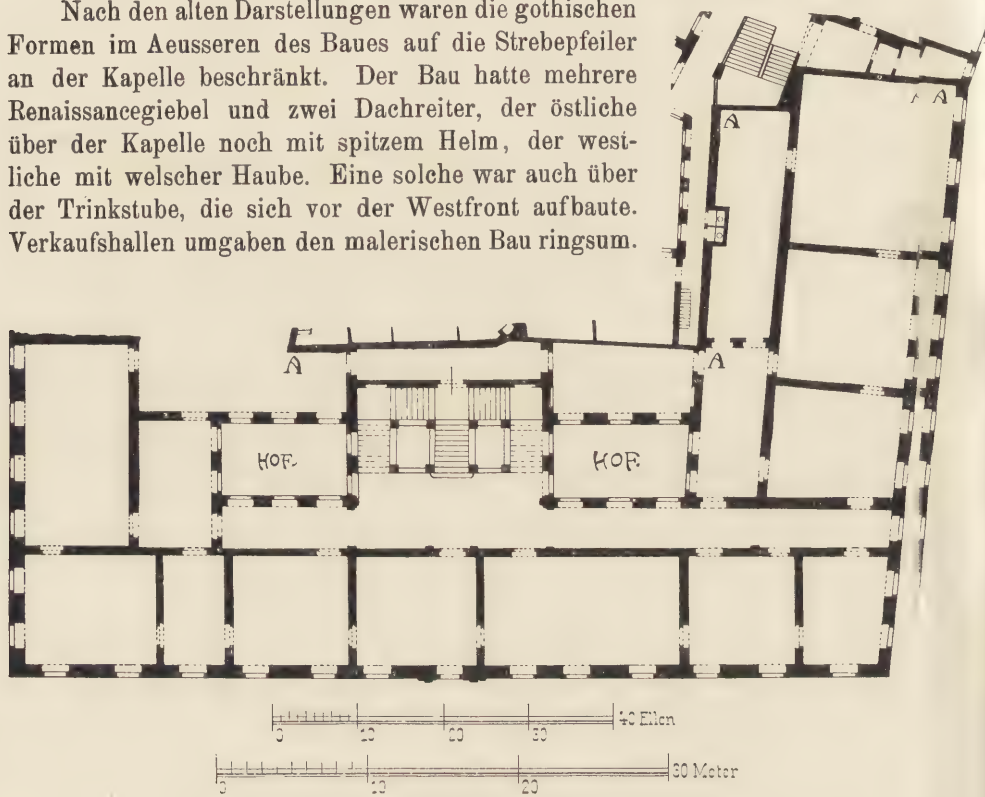 Nach den alten Darstellungen waren die gothischen
Formen im Aeusseren des Baues auf die Strebepfeiler
an der Kapelle beschränkt. Der Bau hatte mehrere
Renaissancegiebel und zwei Dachreiter, der östliche
über der Kapelle noch mit spitzem Helm, der west-
liche mit welscher Haube. Eine solche war auch über
der Trinkstube, die sich vor der Westfront aufbaute.
Verkaufshallen umgaben den malerischen Bau ringsum.
A
A
A
A
HOF.
HOF.
40 Ellen
0 10 20 30
30 Meter
0 10 20